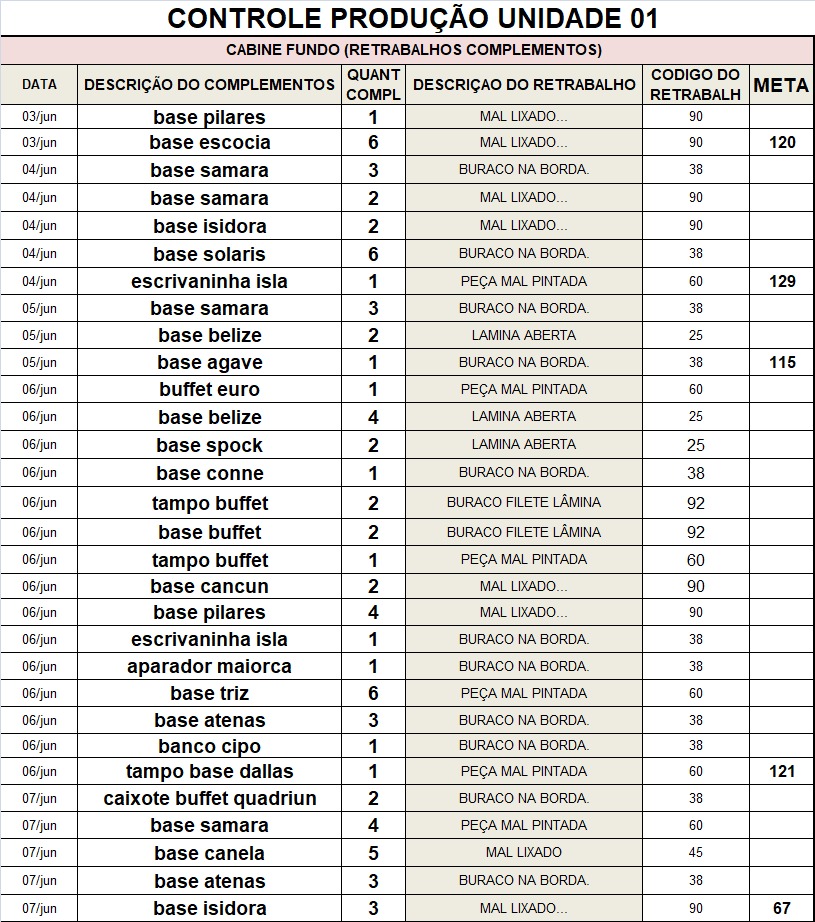 CONTROLE PRODUÇÃO UNIDADE 01
CABINE FUNDO (RETRABALHOS COMPLEMENTOS)
DATA DESCRIÇÃO DO COMPLEMENTOS QUANT COMPL DESCRIÇAO DO RETRABALHO CODIGO DO RETRABALH META
03/jun base pilares 1 MAL LIXADO... 90
03/jun base escocia 6 MAL LIXADO... 90 120
04/jun base samara 3 BURACO NA BORDA. 38
04/jun base samara 2 MAL LIXADO... 90
04/jun base isidora 2 MAL LIXADO... 90
04/jun base solaris 6 BURACO NA BORDA. 38
04/jun escrivaninha isla 1 PEÇA MAL PINTADA 60 129
05/jun base samara 3 BURACO NA BORDA. 38
05/jun base belize 2 LAMINA ABERTA 25
05/jun base agave 1 BURACO NA BORDA. 38 115
06/jun buffet euro 1 PEÇA MAL PINTADA 60
06/jun base belize 4 LAMINA ABERTA 25
06/jun base spock 2 LAMINA ABERTA 25
06/jun base conne 1 BURACO NA BORDA. 38
06/jun tampo buffet 2 BURACO FILETE LÂMINA 92
06/jun base buffet 2 BURACO FILETE LÂMINA 92
06/jun tampo buffet 1 PEÇA MAL PINTADA 60
06/jun base cancun 2 MAL LIXADO... 90
06/jun base pilares 4 MAL LIXADO... 90
06/jun escrivaninha isla 1 BURACO NA BORDA. 38
06/jun aparador maiorca 1 BURACO NA BORDA. 38
06/jun base triz 6 PEÇA MAL PINTADA 60
06/jun base atenas 3 BURACO NA BORDA. 38
06/jun banco cipo 1 BURACO NA BORDA. 38
06/jun tampo base dallas 1 PEÇA MAL PINTADA 60 121
07/jun caixote buffet quadriun 2 BURACO NA BORDA. 38
07/jun base samara 4 PEÇA MAL PINTADA 60
07/jun base canela 5 MAL LIXADO 45
07/jun base atenas 3 BURACO NA BORDA. 38
07/jun base isidora 3 MAL LIXADO... 90 67